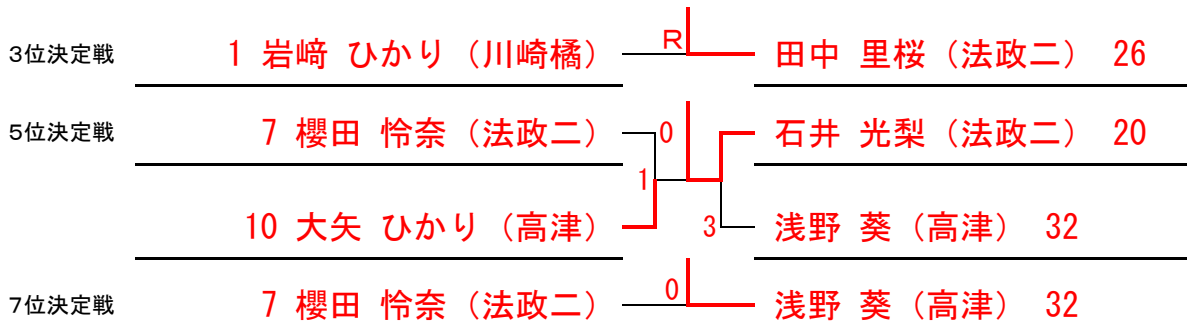 3位決定戦 1 岩﨑 ひかり（川崎橘） R 田中 里桜（法政二） 26
5位決定戦 7 櫻田 怜奈（法政二） 0 石井 光梨（法政二） 20
1
10 大矢 ひかり（高津） 3 浅野 葵（高津） 32
7位決定戦 7 櫻田 怜奈（法政二） 0 浅野 葵（高津） 32